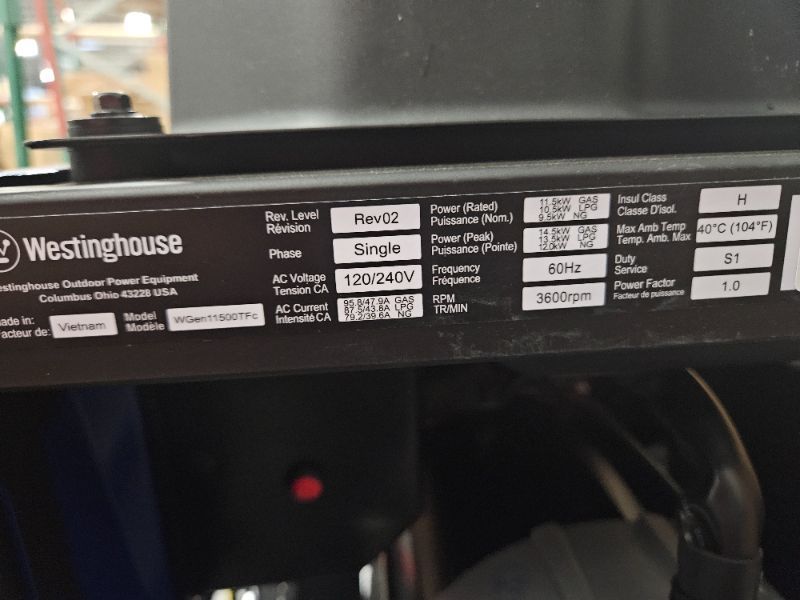 Westinghouse
Westinghouse Outdoor Power Equipment
Columbus Ohio 43228 USA
Made in: Vietnam
Facteur de:
Model WGen11500TFc
Modèle
Rev. Level Rev02
Révision
Phase Single
AC Voltage 120/240V
Tension CA
AC Current 95.8/47.9A GAS
Intensité CA 87.5/43.8A LPG
79.2/39.6A NG
Power (Rated) 11.5kW GAS
Puissance (Nom.) 10.5kW LPG
9.5kW NG
Power (Peak) 14.5kW GAS
Puissance (Pointe) 13.5kW LPG
12.0kW NG
Frequency 60Hz
Fréquence
RPM 3600rpm
TR/MIN
Insul Class H
Classe D'isol.
Max Amb Temp 40°C (104°F)
Temp. Amb. Max
Duty S1
Service
Power Factor 1.0
Facteur de puissance